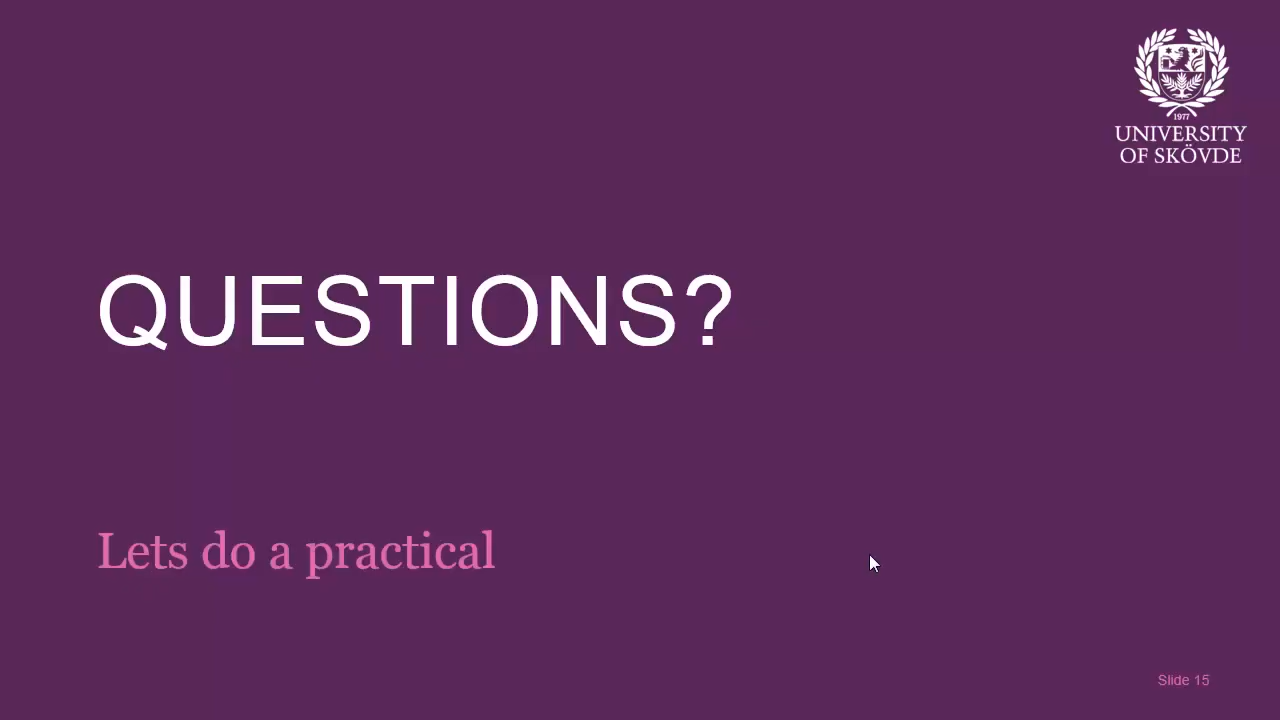 1977
UNIVERSITY
OF SKÖVDE
QUESTIONS?
Lets do a practical
Slide 15